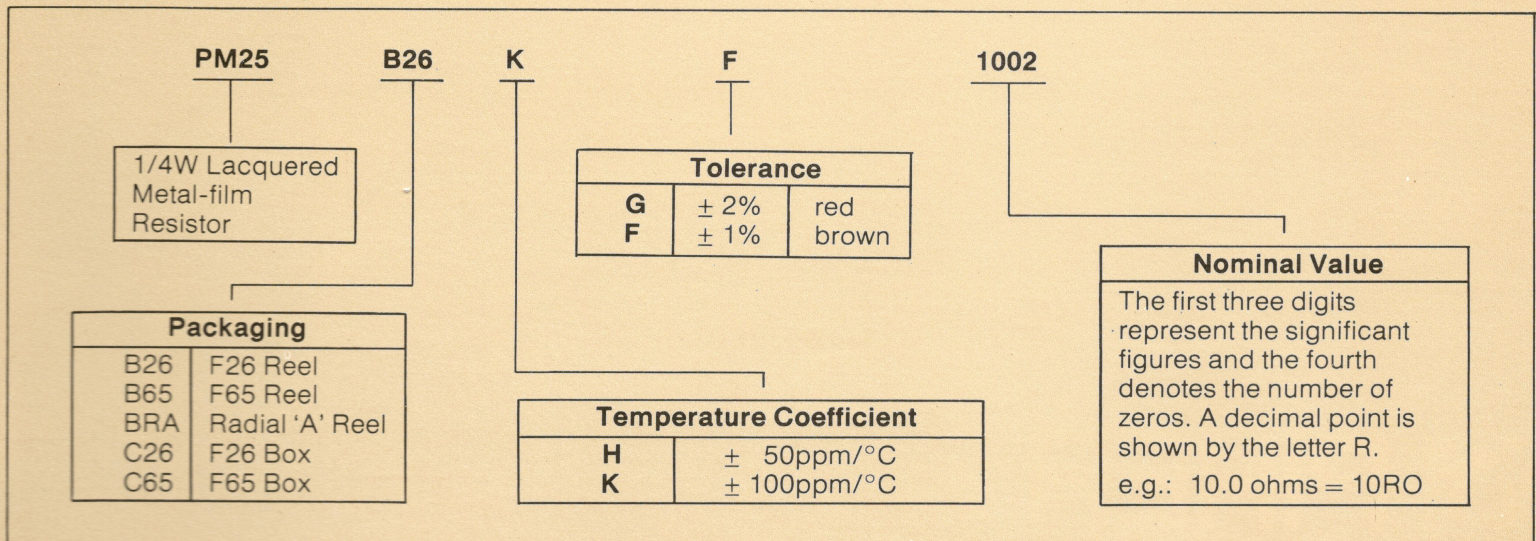 PM25 B26 K F 1002
1/4W Lacquered
Metal-film
Resistor
Tolerance
G ± 2% red
F ± 1% brown
Nominal Value
The first three digits
represent the significant
figures and the fourth
denotes the number of
zeros. A decimal point is
shown by the letter R.
e.g.: 10.0 ohms = 10RO
Packaging
B26 F26 Reel
B65 F65 Reel
BRA Radial ‘A’ Reel
C26 F26 Box
C65 F65 Box
Temperature Coefficient
H ± 50ppm/°C
K ± 100ppm/°C